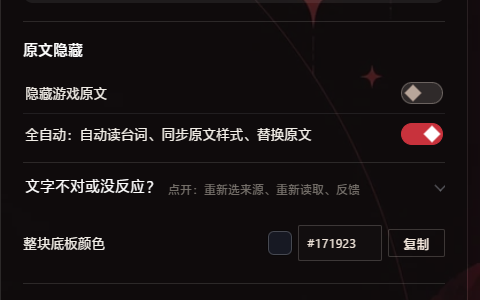 原文隐藏
隐藏游戏原文
全自动：自动读台词、同步原文样式、替换原文
文字不对或没反应？ 点开：重新选来源、重新读取、反馈
整块底板颜色 #171923 复制